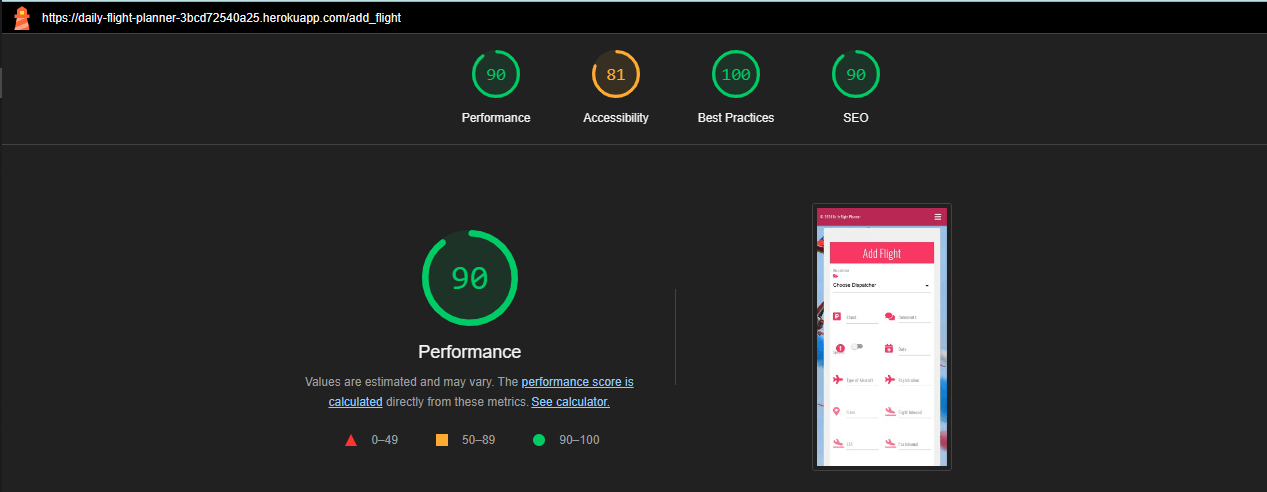 https://daily-flight-planner-3bcd72540a25.herokuapp.com/add_flight
90
81
100
90
Performance
Accessibility
Best Practices
SEO
90
Performance
Values are estimated and may vary. The performance score is
calculated directly from these metrics. See calculator.
0–49
50–89
90–100
Add Flight
Choose Dispatcher